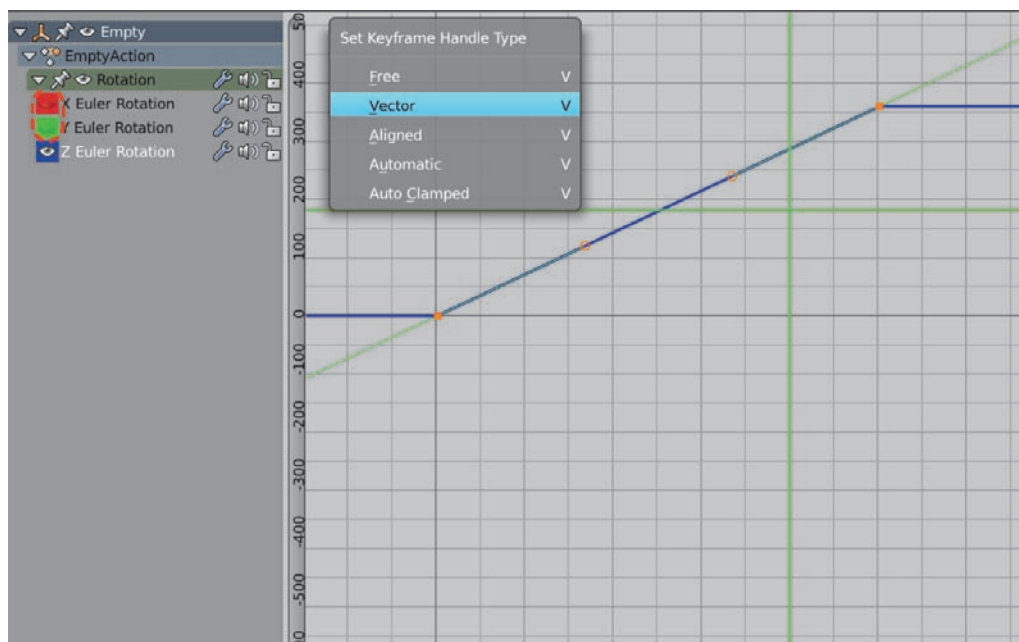 Empty
EmptyAction
Rotation
X Euler Rotation
Y Euler Rotation
Z Euler Rotation
Set Keyframe Handle Type
Free V
Vector V
Aligned V
Automatic V
Auto Clamped V
400
300
200
100
0
-100
-200
-300
-400
-500